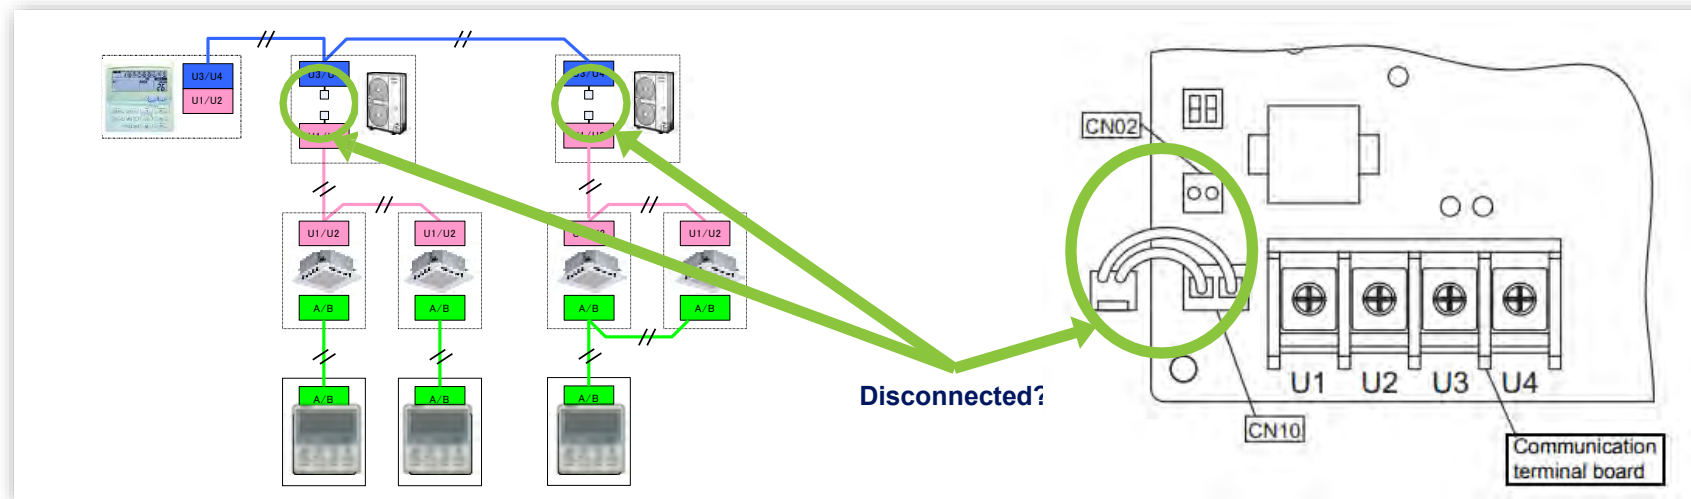 U3/U4
U1/U2
U1/U2
U1/U2
U1/U2
A/B
A/B
A/B
A/B
A/B
A/B
Disconnected?
CN02
CN10
U1
U2
U3
U4
Communication
terminal board